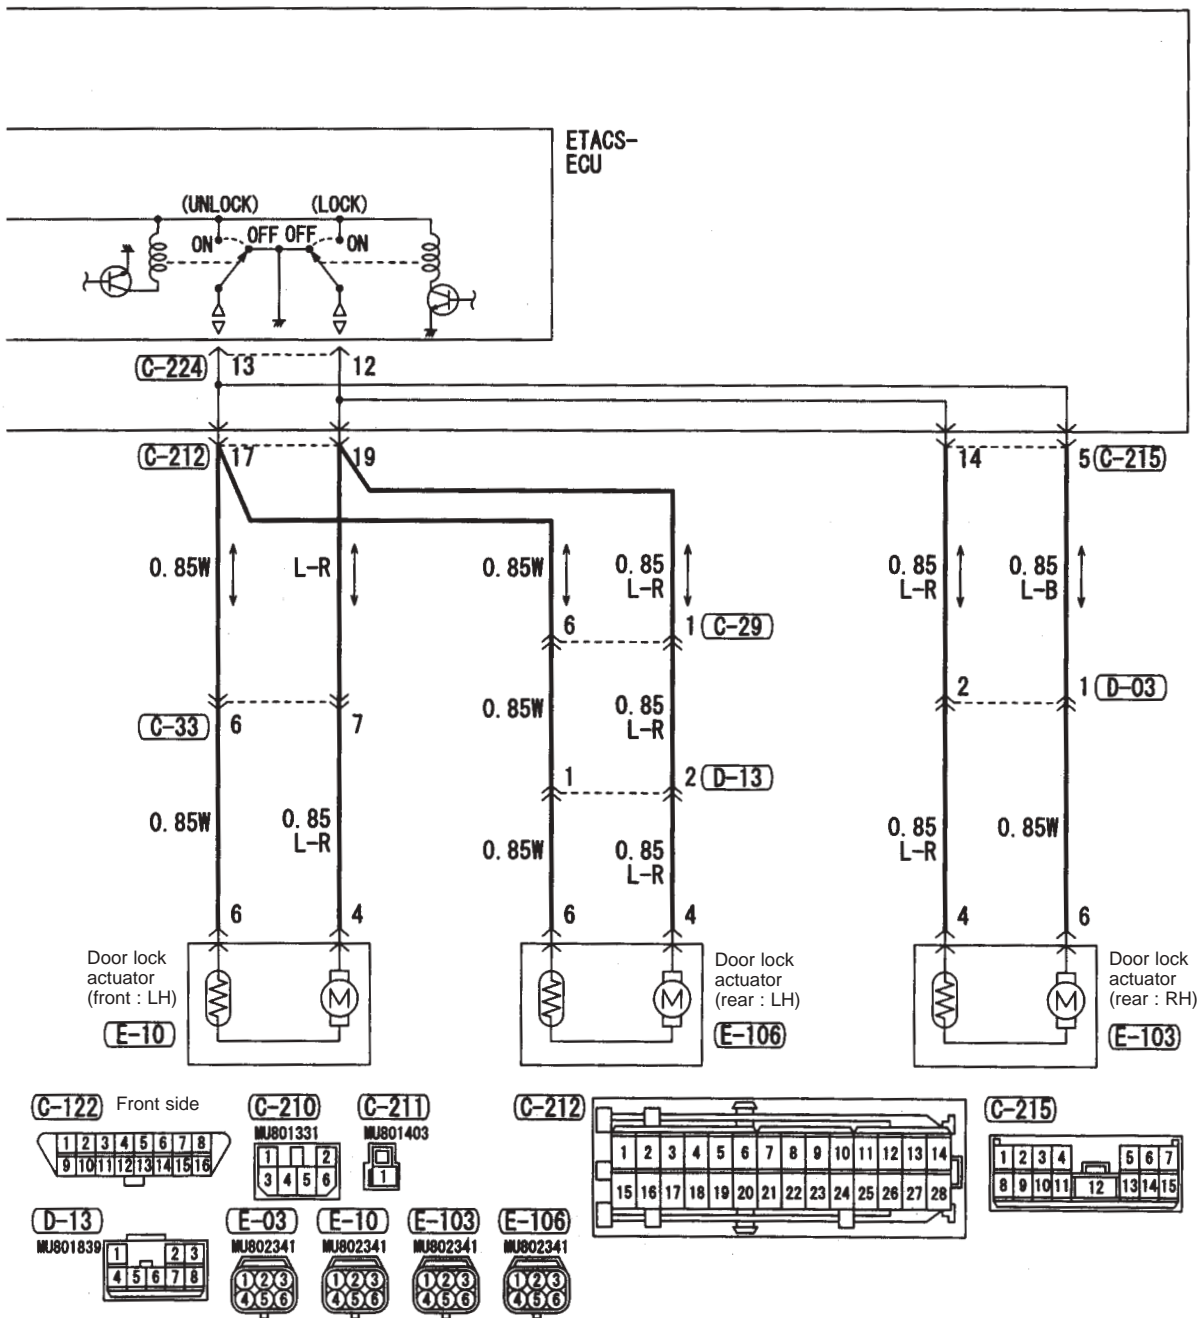 ETACS-
ECU
(UNLOCK) (LOCK)
ON OFF OFF ON
C-224 13 12
C-212 17 19 14 5 C-215
0.85W L-R 0.85W 0.85 L-R 0.85 L-R 0.85 L-B
6 1 C-29
2 1 D-03
C-33 6 7 0.85W 0.85 L-R
1 2 D-13
0.85W 0.85 L-R 0.85W 0.85 L-R 0.85 L-R 0.85W
6 4 6 4 4 6
Door lock
actuator
(front : LH)
E-10
Door lock
actuator
(rear : LH)
E-106
Door lock
actuator
(rear : RH)
E-103
M M M
C-122 Front side
1 2 3 4 5 6 7 8
9 10 11 12 13 14 15 16
C-210
MU801331
1 2
3 4 5 6
C-211
MU801403
1
C-212
1 2 3 4 5 6 7 8 9 10 11 12 13 14
15 16 17 18 19 20 21 22 23 24 25 26 27 28
C-215
1 2 3 4 5 6 7
8 9 10 11 12 13 14 15
D-13
MU801839
1 2 3
4 5 6 7 8
E-03
MU802341
1 2 3
4 5 6
E-10
MU802341
1 2 3
4 5 6
E-103
MU802341
1 2 3
4 5 6
E-106
MU802341
1 2 3
4 5 6